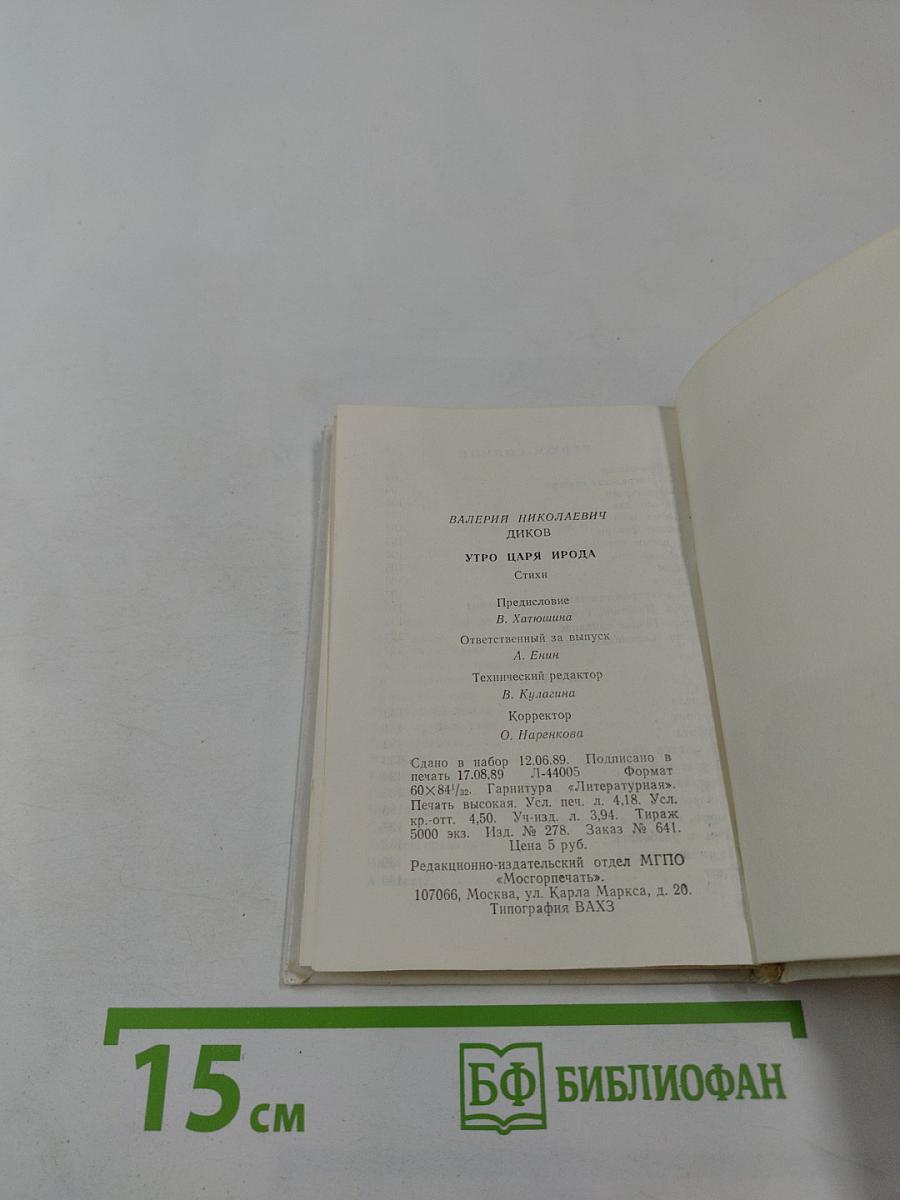 ВАЛЕРИЙ НИКОЛАЕВИЧ
ДИКОВ
УТРО ЦАРЯ ИРОДА
Стихи
Предисловие
В. Хатюшина
Ответственный за выпуск
А. Енин
Технический редактор
В. Кулагина
Корректор
О. Наренкова
Сдано в набор 12.06.89. Подписано в
печать 17.08.89 Л-44005 Формат
60×84¹/₃₂. Гарнитура «Литературная».
Печать высокая. Усл. печ. л. 4,18. Усл.
кр.-отт. 4,50. Уч-изд. л. 3,94. Тираж
5000 экз. Изд. № 278. Заказ № 641.
Цена 5 руб.
Редакционно-издательский отдел МГПО
«Мосгорпечать».
107066, Москва, ул. Карла Маркса, д. 20.
Типография ВАХЗ
15 см
БФ БИБЛИОФАН